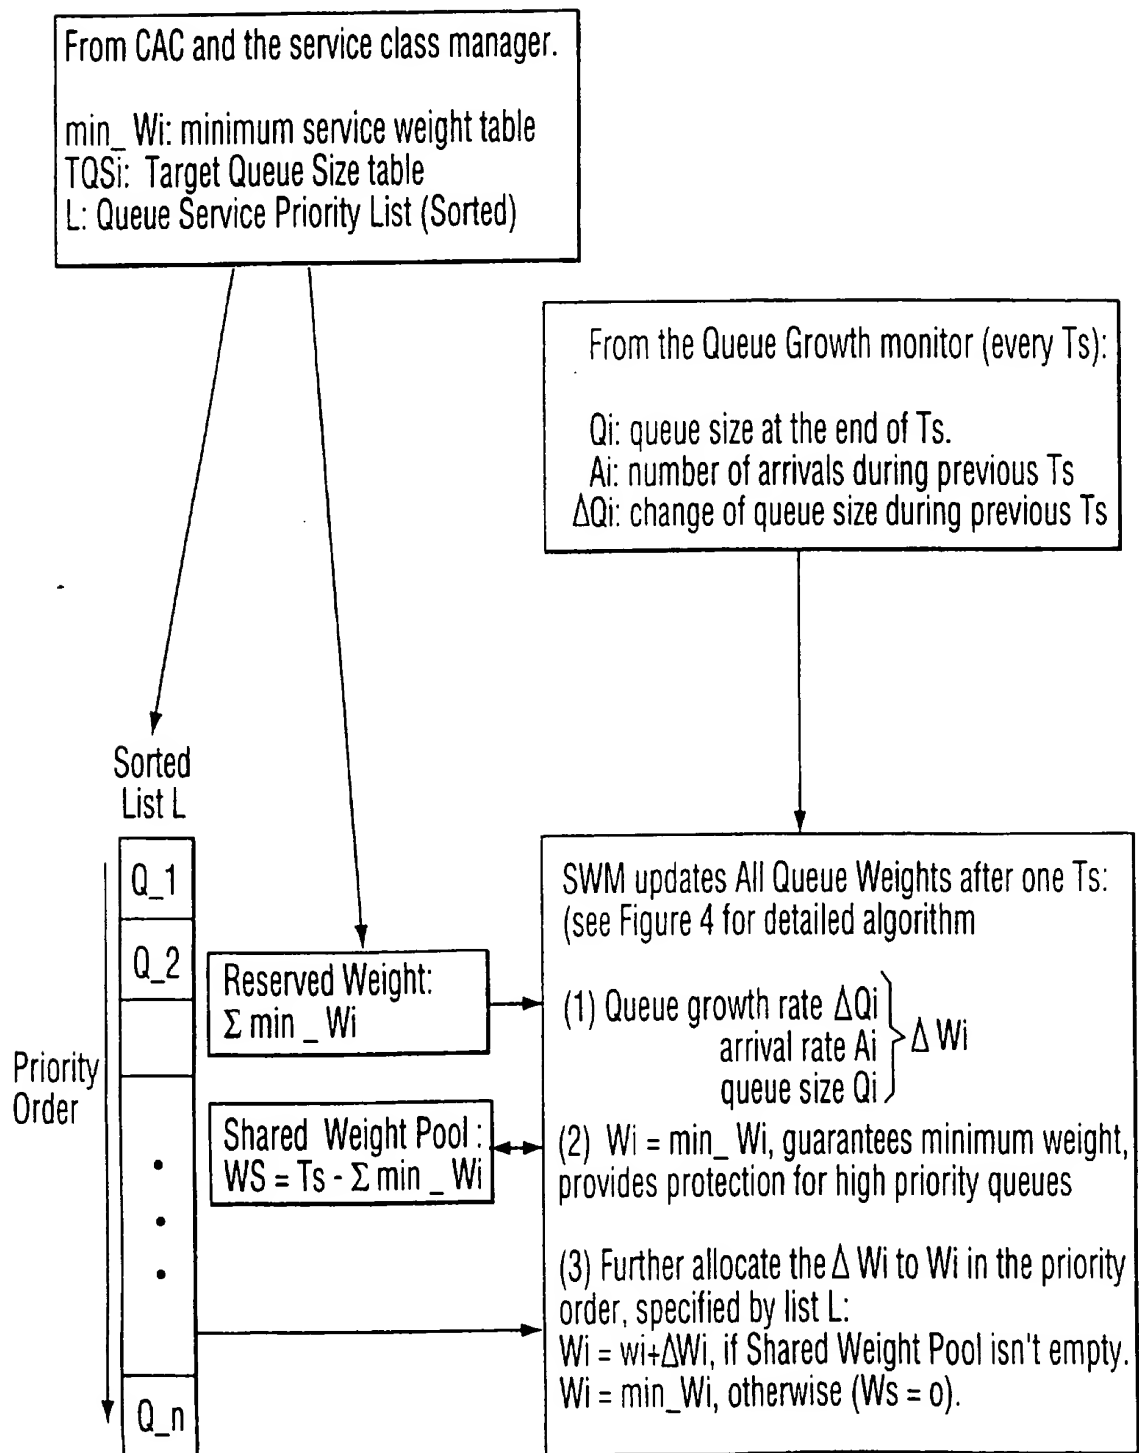 From CAC and the service class manager.
min_ Wi: minimum service weight table
TQSi: Target Queue Size table
L: Queue Service Priority List (Sorted)
From the Queue Growth monitor (every Ts):
Qi: queue size at the end of Ts.
Ai: number of arrivals during previous Ts
ΔQi: change of queue size during previous Ts
Sorted
List L
Q_1
Q_2
Q_n
Priority
Order
Reserved Weight:
Σ min _ Wi
Shared Weight Pool :
WS = Ts - Σ min _ Wi
SWM updates All Queue Weights after one Ts:
(see Figure 4 for detailed algorithm
(1) Queue growth rate ΔQi
arrival rate Ai
queue size Qi
Δ Wi
(2) Wi = min_ Wi, guarantees minimum weight,
provides protection for high priority queues
(3) Further allocate the Δ Wi to Wi in the priority
order, specified by list L:
Wi = wi+ΔWi, if Shared Weight Pool isn't empty.
Wi = min_Wi, otherwise (Ws = o).